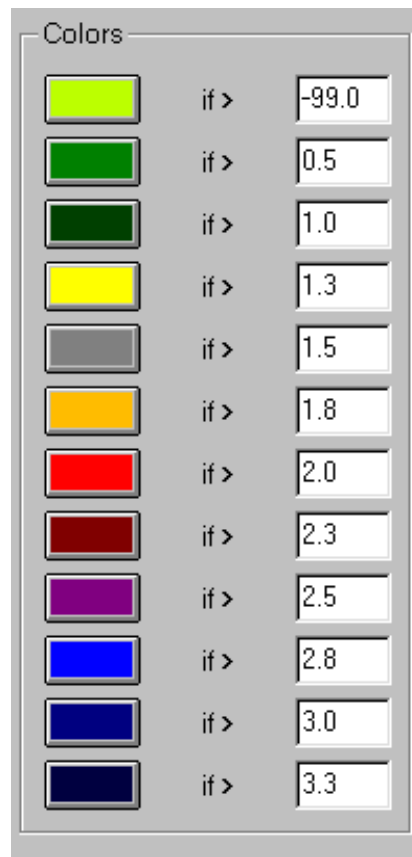 Colors
if > -99.0
if > 0.5
if > 1.0
if > 1.3
if > 1.5
if > 1.8
if > 2.0
if > 2.3
if > 2.5
if > 2.8
if > 3.0
if > 3.3